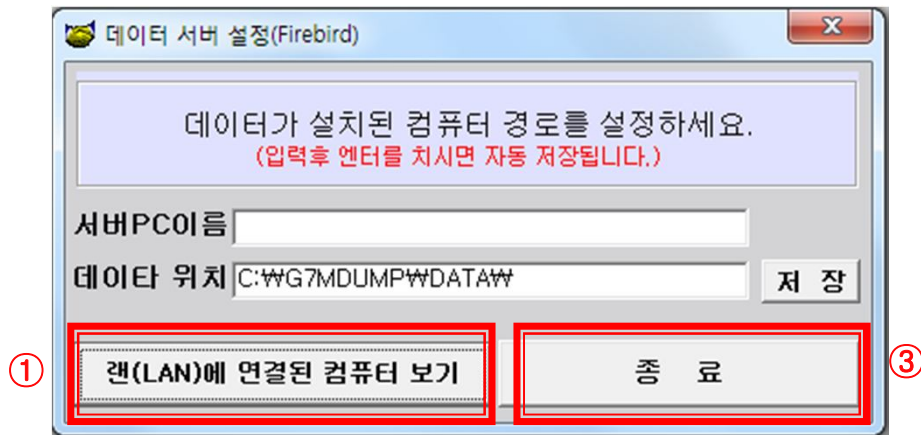 데이터 서버 설정(Firebird)
데이터가 설치된 컴퓨터 경로를 설정하세요.
(입력후 엔터를 치시면 자동 저장됩니다.)
서버PC이름
데이타 위치 C:₩G7MDUMP₩DATA₩ 저 장
① 랜(LAN)에 연결된 컴퓨터 보기 종 료 ③